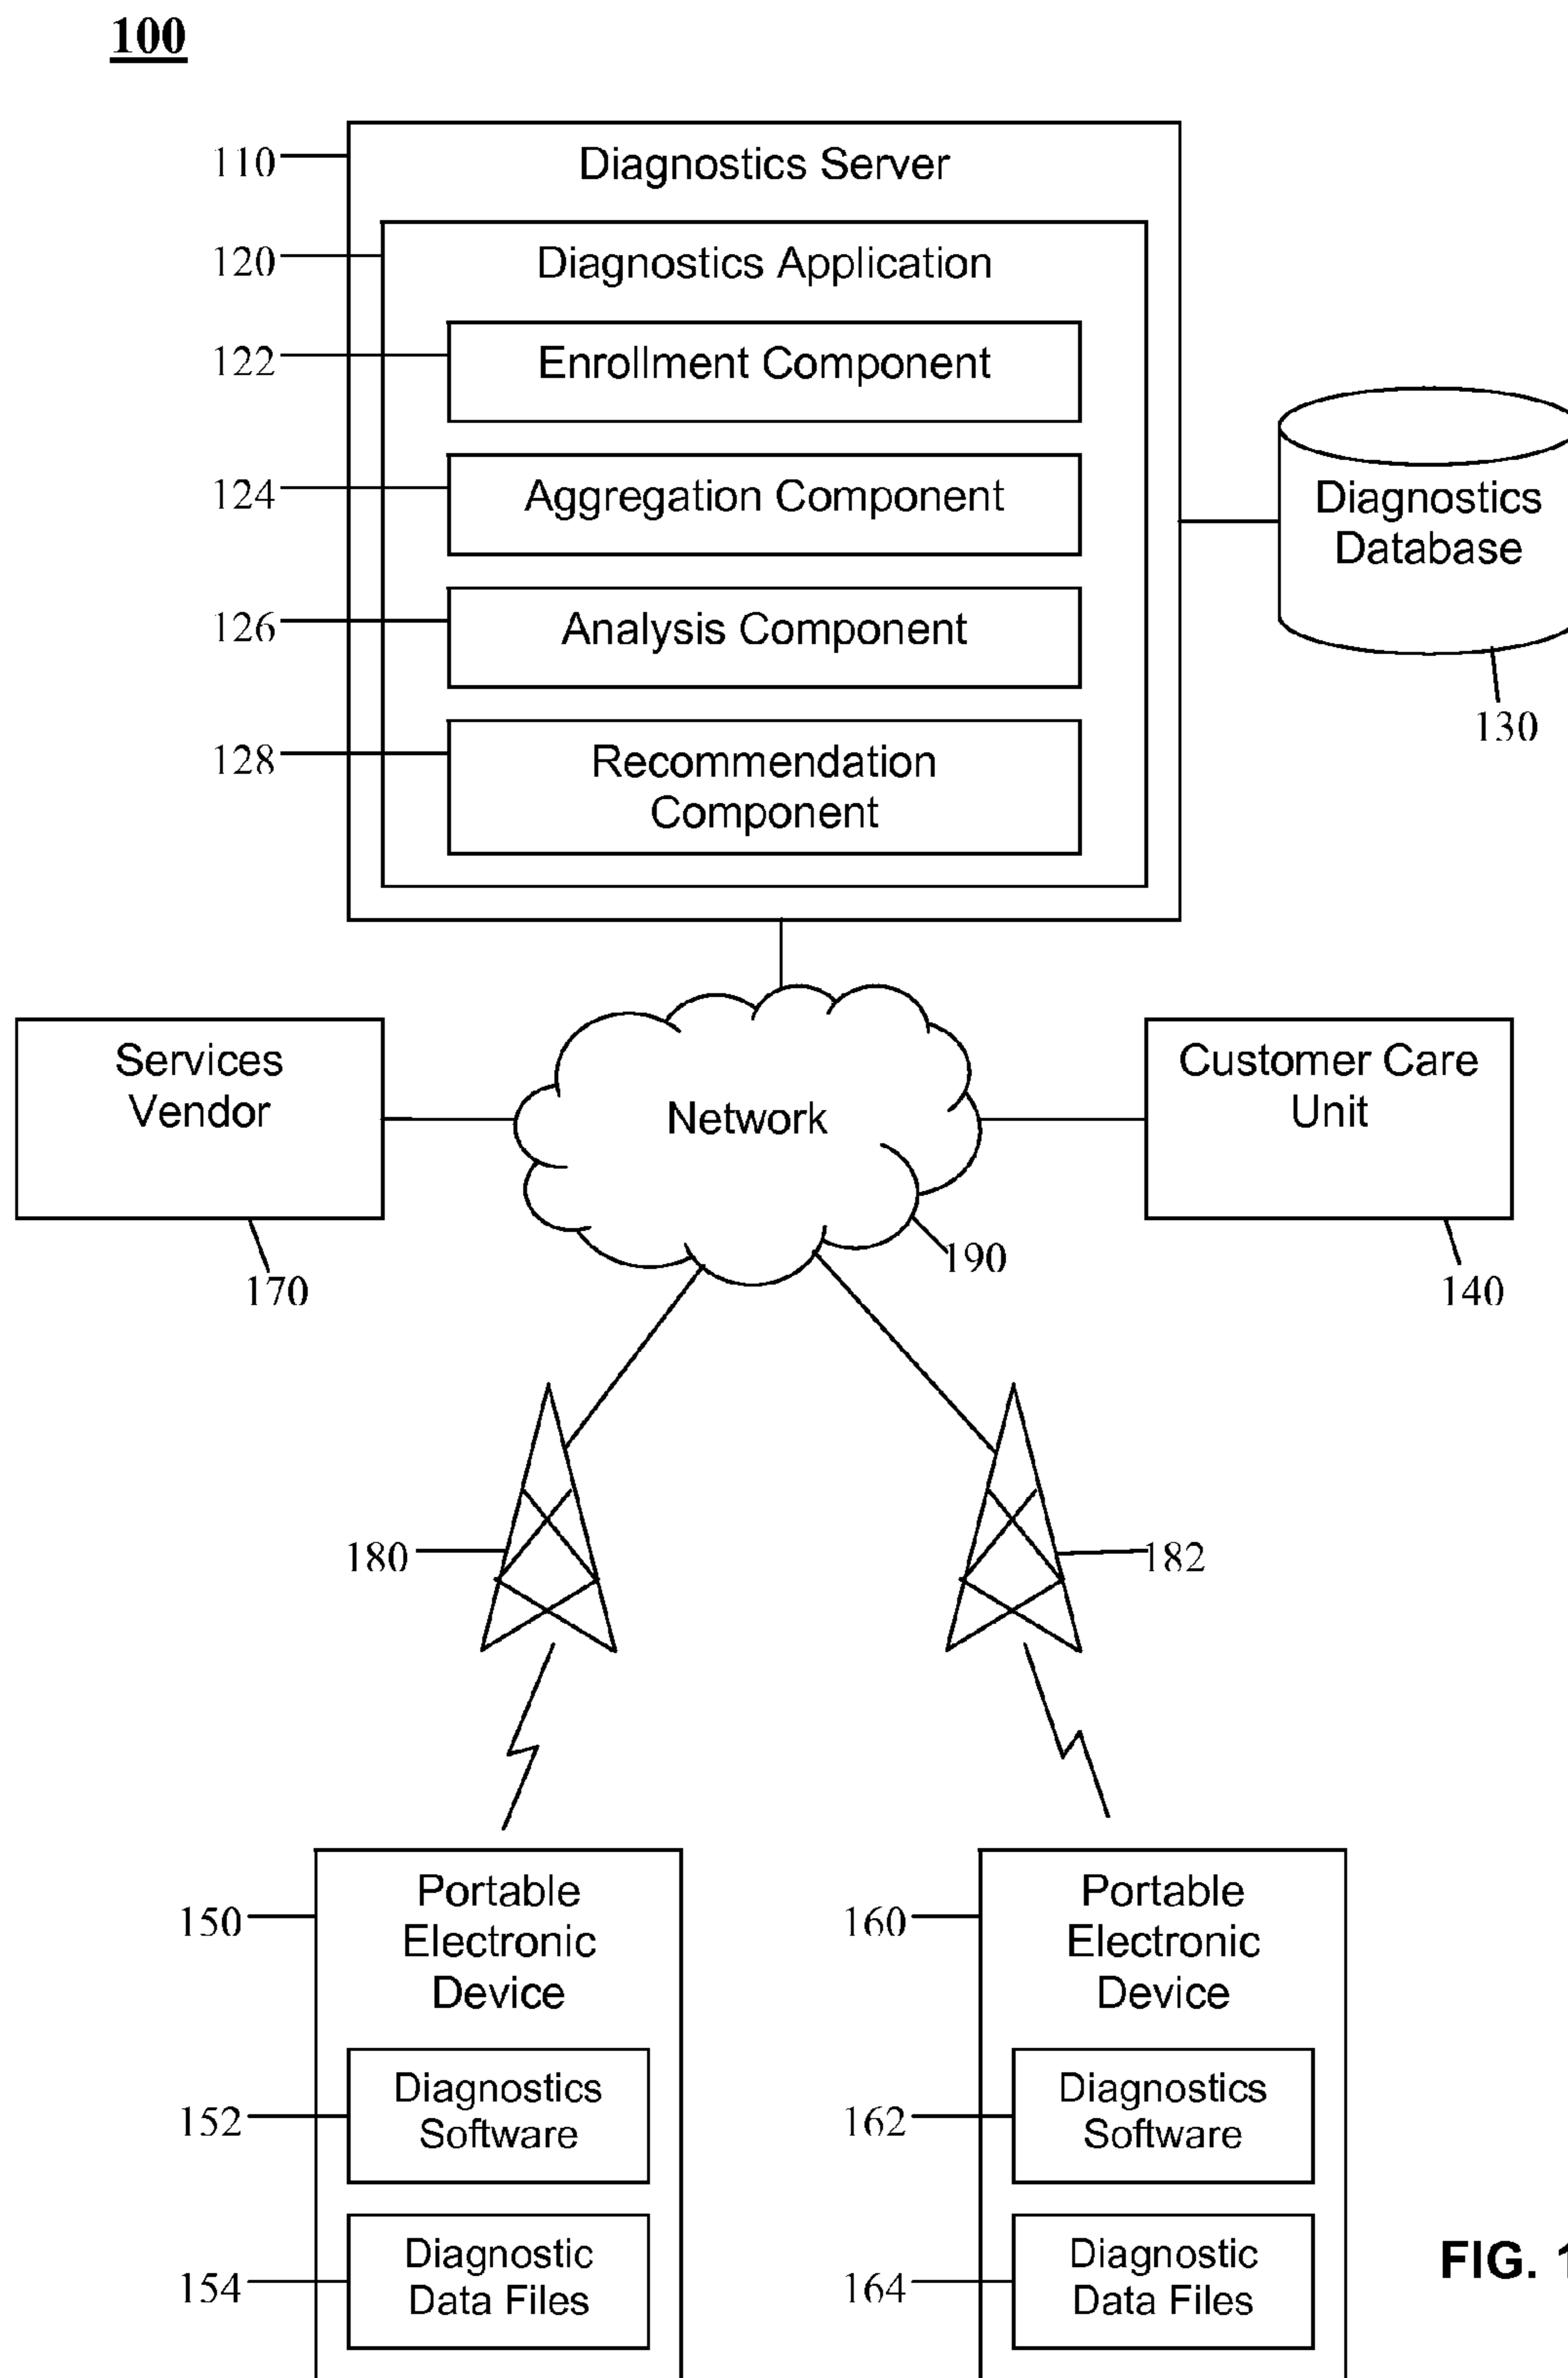 100
110
Diagnostics Server
120
Diagnostics Application
122
Enrollment Component
124
Aggregation Component
126
Analysis Component
128
Recommendation
Component
Diagnostics
Database
130
Services
Vendor
170
Network
190
Customer Care
Unit
140
180
182
150
Portable
Electronic
Device
152
Diagnostics
Software
154
Diagnostic
Data Files
160
Portable
Electronic
Device
162
Diagnostics
Software
164
Diagnostic
Data Files
FIG. 1